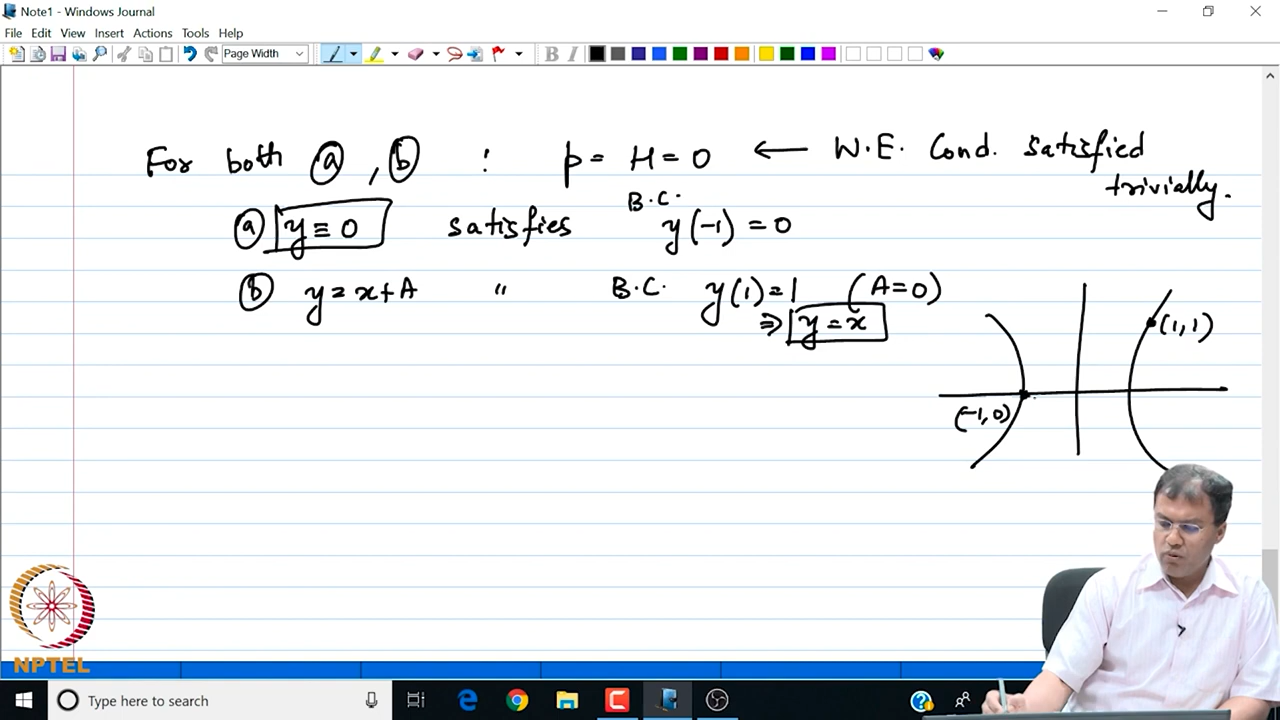 Note1 - Windows Journal
File Edit View Insert Actions Tools Help
Page Width B I
For both ⓐ, ⓑ : p = H = 0 ← W.E. Cond. satisfied
trivially.
ⓐ y ≡ 0 satisfies B.C. y(-1) = 0
ⓑ y = x+A " B.C. y(1)=1 (A=0)
⇒ y = x
(1,1)
(-1,0)
NPTEL
Type here to search